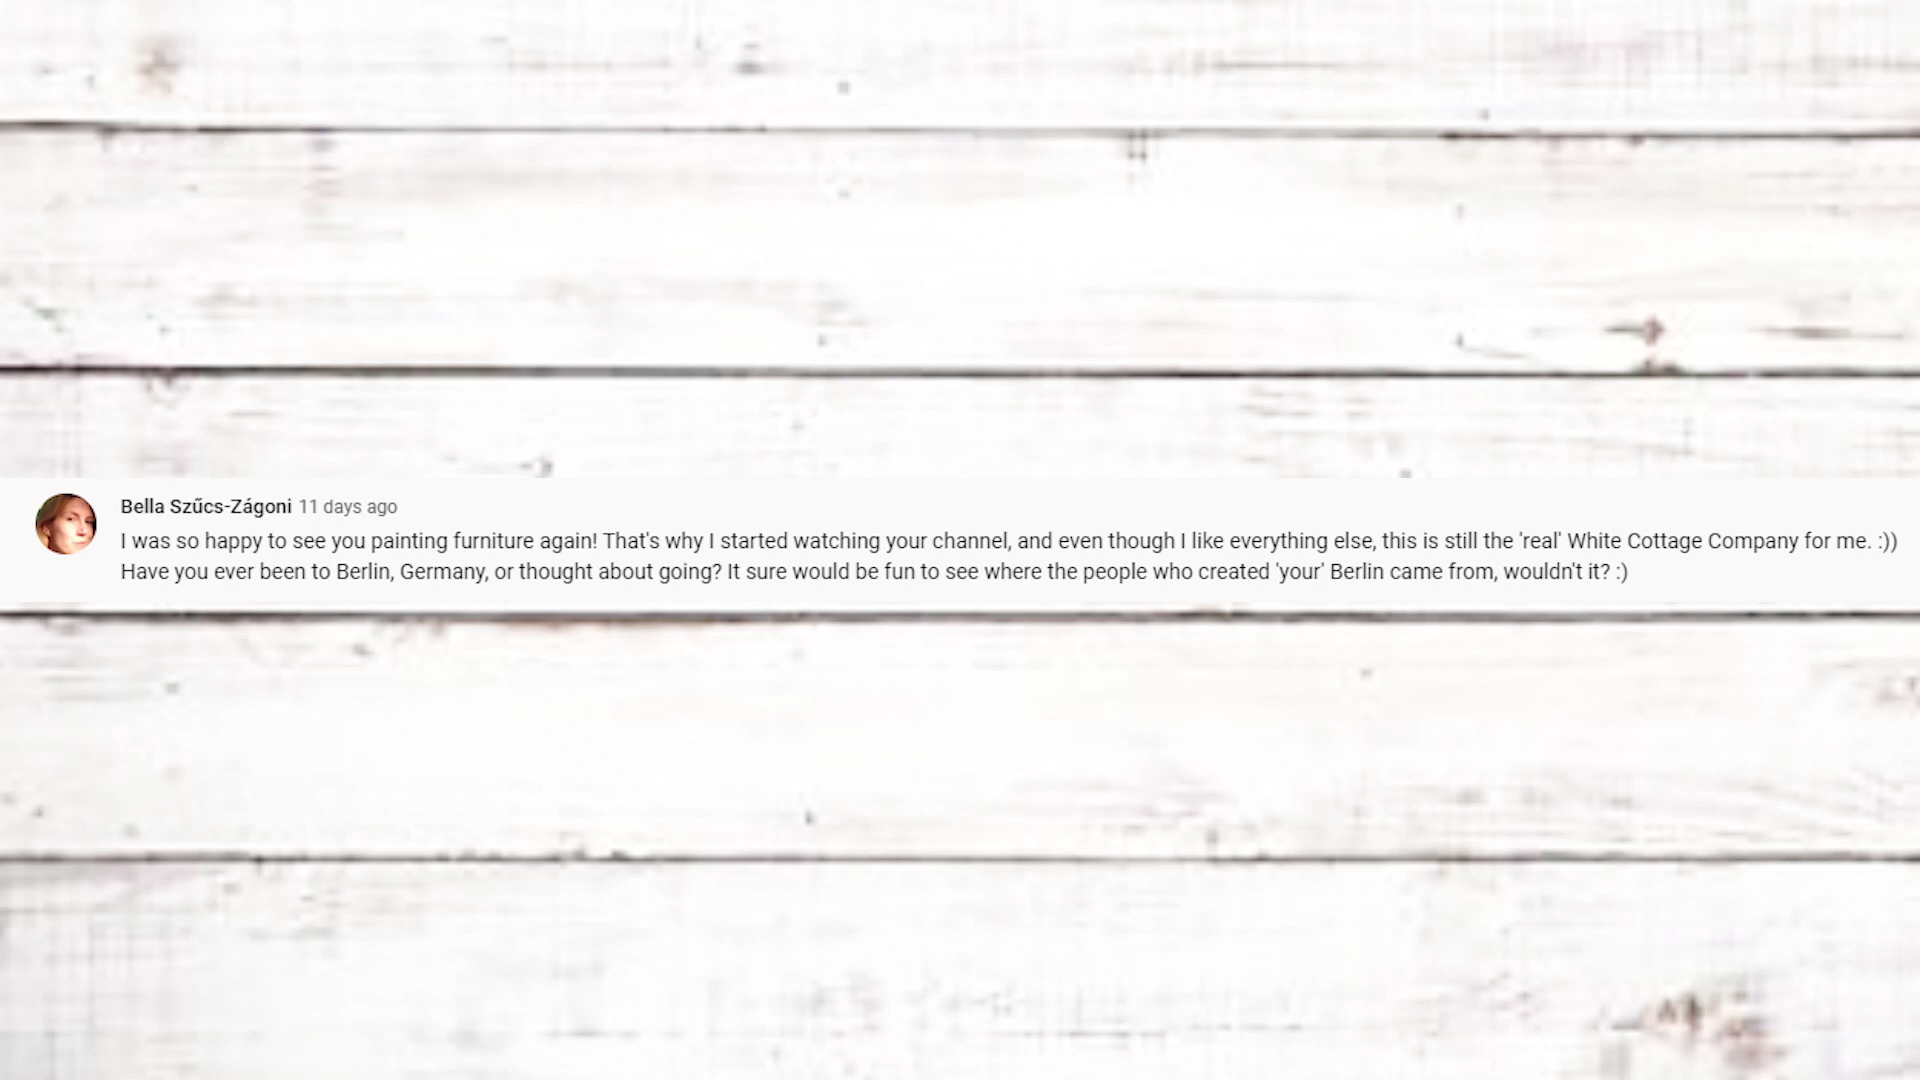 Bella Szűcs-Zágoni 11 days ago
I was so happy to see you painting furniture again! That's why I started watching your channel, and even though I like everything else, this is still the 'real' White Cottage Company for me. :))
Have you ever been to Berlin, Germany, or thought about going? It sure would be fun to see where the people who created 'your' Berlin came from, wouldn't it? :)